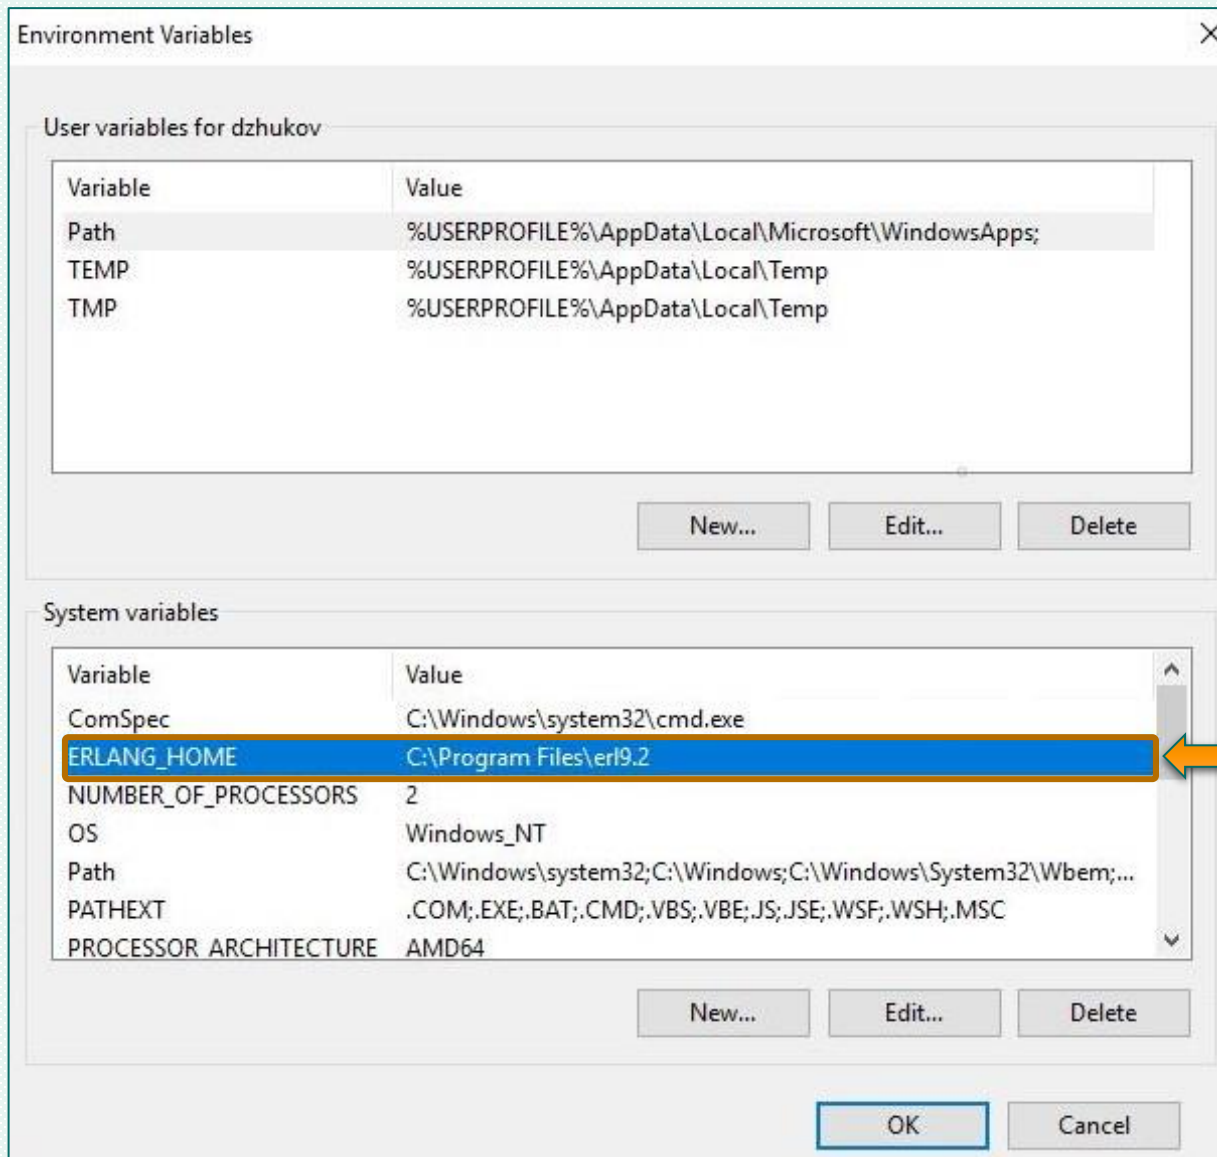 Environment Variables
User variables for dzhukov
Variable Value
Path %USERPROFILE%\AppData\Local\Microsoft\WindowsApps;
TEMP %USERPROFILE%\AppData\Local\Temp
TMP %USERPROFILE%\AppData\Local\Temp
New... Edit... Delete
System variables
Variable Value
ComSpec C:\Windows\system32\cmd.exe
ERLANG_HOME C:\Program Files\erl9.2
NUMBER_OF_PROCESSORS 2
OS Windows_NT
Path C:\Windows\system32;C:\Windows;C:\Windows\System32\Wbem;...
PATHEXT .COM;.EXE;.BAT;.CMD;.VBS;.VBE;.JS;.JSE;.WSF;.WSH;.MSC
PROCESSOR_ARCHITECTURE AMD64
New... Edit... Delete
OK Cancel